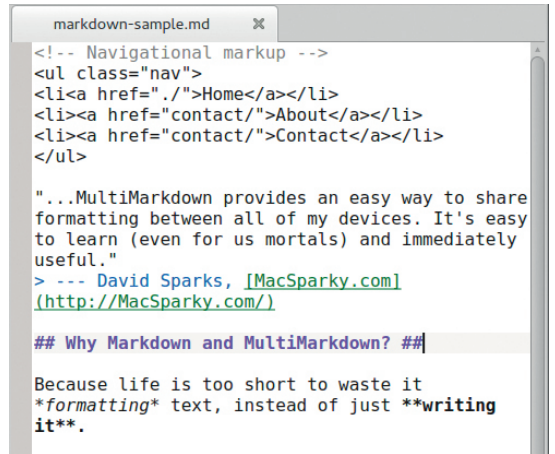 markdown-sample.md
<!-- Navigational markup -->
<ul class="nav">
<li<a href="./">Home</a></li>
<li><a href="contact/">About</a></li>
<li><a href="contact/">Contact</a></li>
</ul>
"...MultiMarkdown provides an easy way to share
formatting between all of my devices. It's easy
to learn (even for us mortals) and immediately
useful."
> --- David Sparks, [MacSparky.com]
(http://MacSparky.com/)
## Why Markdown and MultiMarkdown? ##
Because life is too short to waste it
*formatting* text, instead of just **writing
it**.